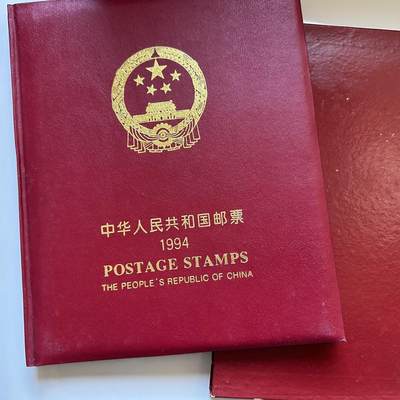 中华人民共和国邮票
1994
POSTAGE STAMPS
THE PEOPLE'S REPUBLIC OF CHINA